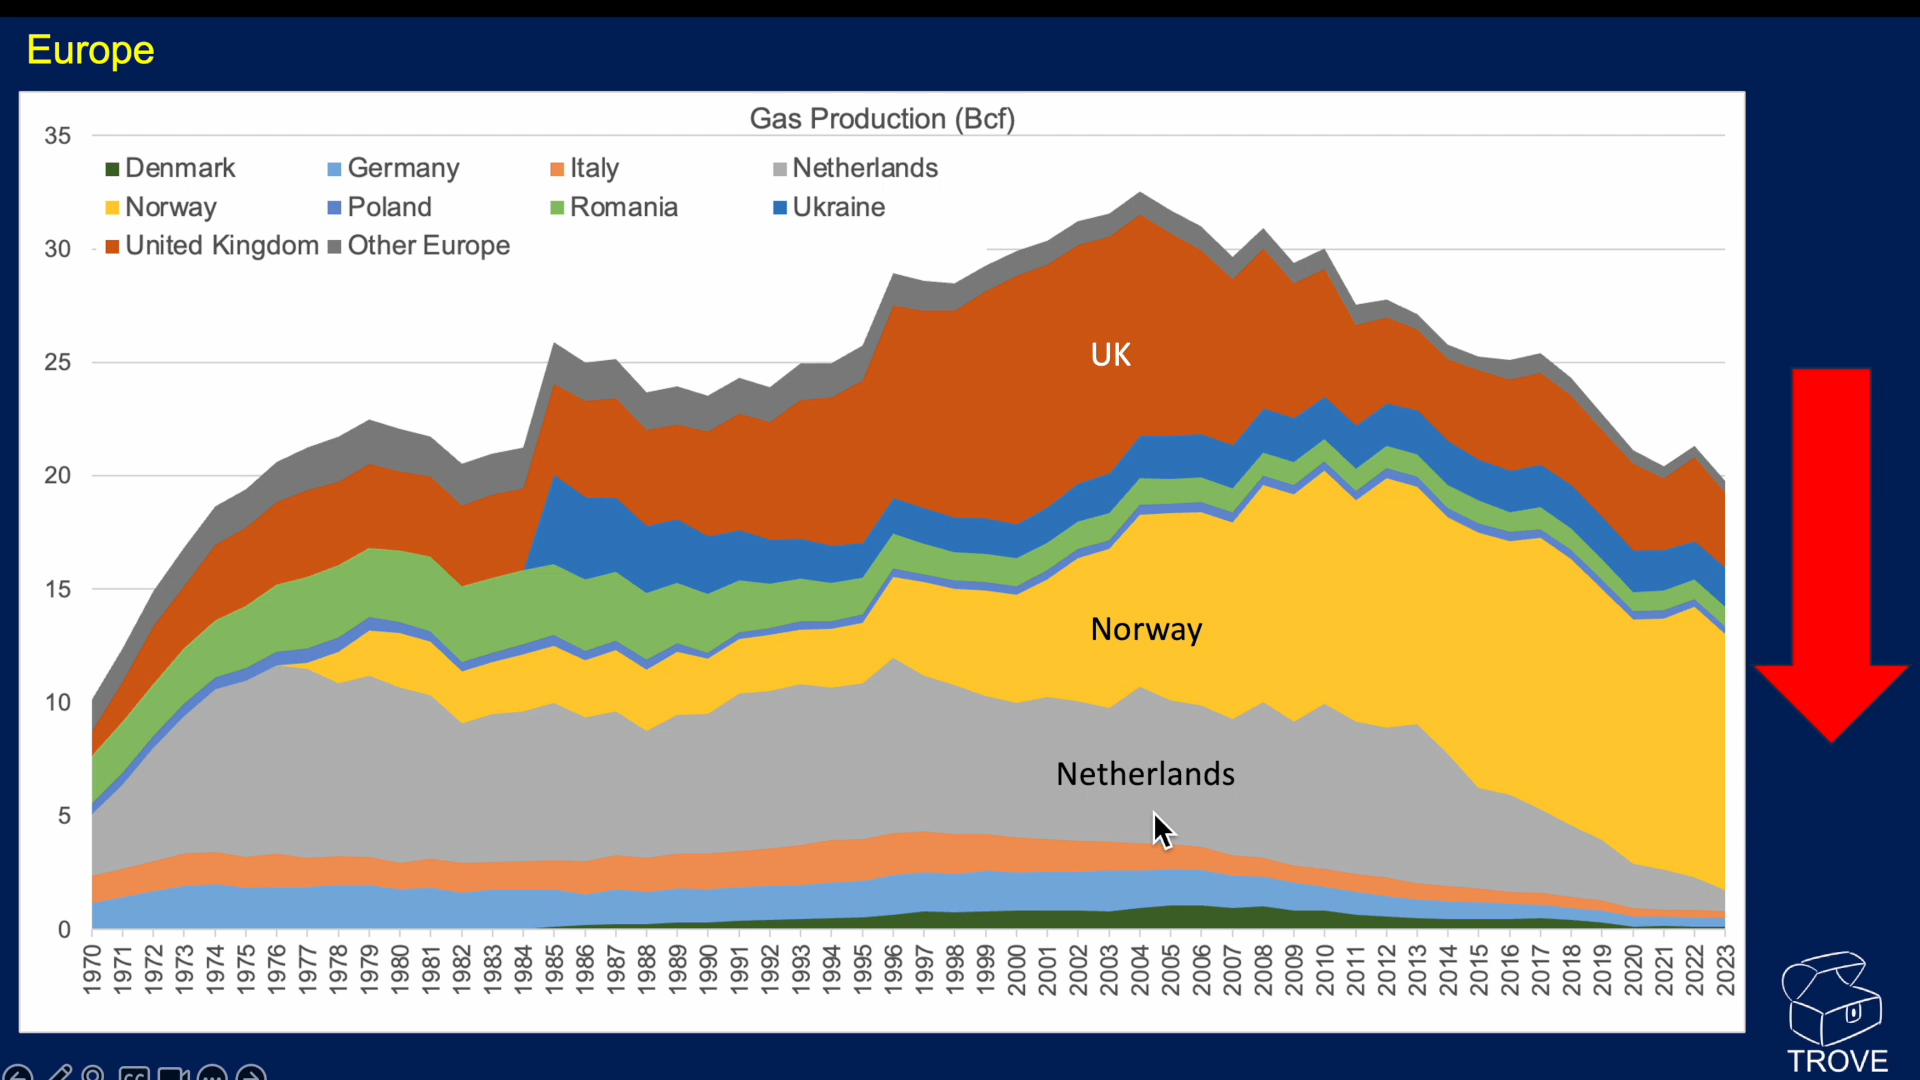 Europe
Gas Production (Bcf)
35
Denmark Germany Italy Netherlands
Norway Poland Romania Ukraine
United Kingdom Other Europe
30
25
20
15
10
5
0
UK
Norway
Netherlands
1970 1971 1972 1973 1974 1975 1976 1977 1978 1979 1980 1981 1982 1983 1984 1985 1986 1987 1988 1989 1990 1991 1992 1993 1994 1995 1996 1997 1998 1999 2000 2001 2002 2003 2004 2005 2006 2007 2008 2009 2010 2011 2012 2013 2014 2015 2016 2017 2018 2019 2020 2021 2022 2023
TROVE
CC